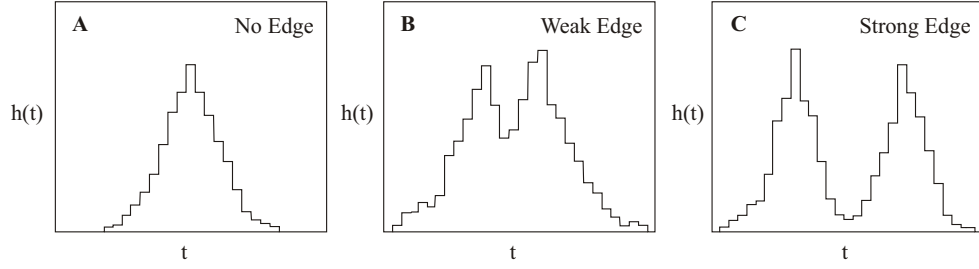 A No Edge
h(t)
t
B Weak Edge
h(t)
t
C Strong Edge
h(t)
t